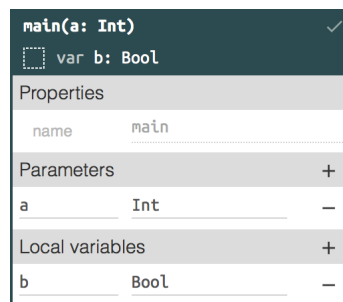 main(a: Int)
var b: Bool
Properties
name main
Parameters +
a Int −
Local variables +
b Bool −